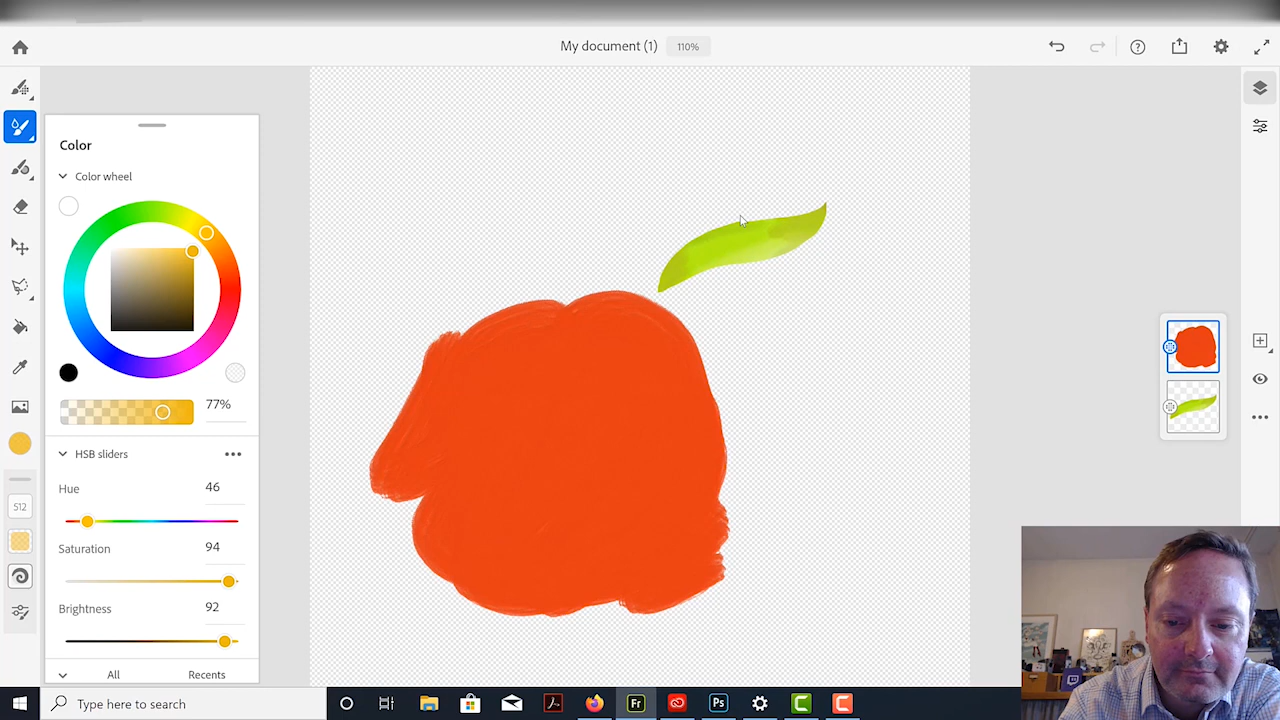 My document (1) 110%
Color
Color wheel
77%
HSB sliders
Hue 46
512
Saturation 94
Brightness 92
All Recents
Type here to search
Fr
Ps
C
C